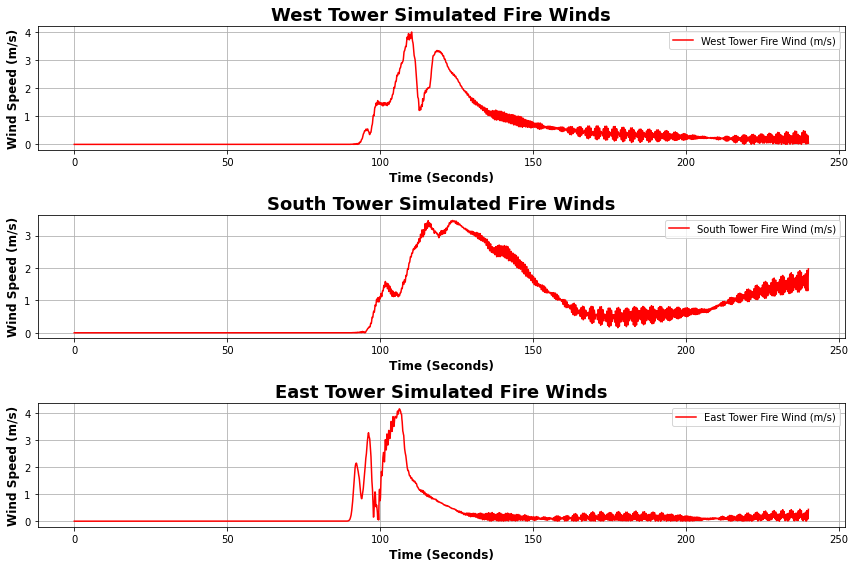 West Tower Simulated Fire Winds
Wind Speed (m/s)
4
3
2
1
0
West Tower Fire Wind (m/s)
0 50 100 150 200 250
Time (Seconds)
South Tower Simulated Fire Winds
Wind Speed (m/s)
3
2
1
0
South Tower Fire Wind (m/s)
0 50 100 150 200 250
Time (Seconds)
East Tower Simulated Fire Winds
Wind Speed (m/s)
4
3
2
1
0
East Tower Fire Wind (m/s)
0 50 100 150 200 250
Time (Seconds)